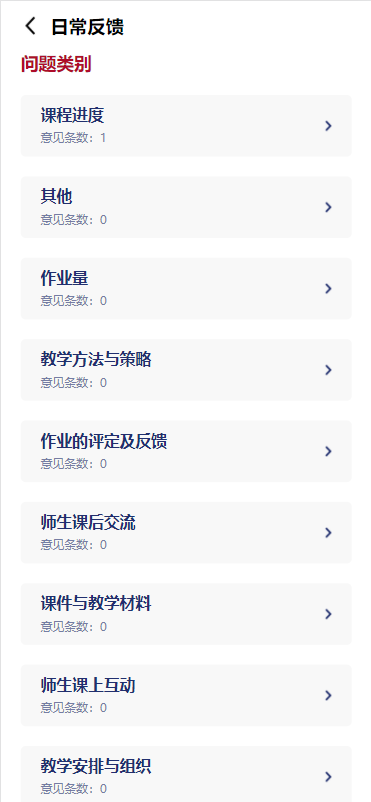 日常反馈
问题类别
课程进度
意见条数：1
其他
意见条数：0
作业量
意见条数：0
教学方法与策略
意见条数：0
作业的评定及反馈
意见条数：0
师生课后交流
意见条数：0
课件与教学材料
意见条数：0
师生课上互动
意见条数：0
教学安排与组织
意见条数：0